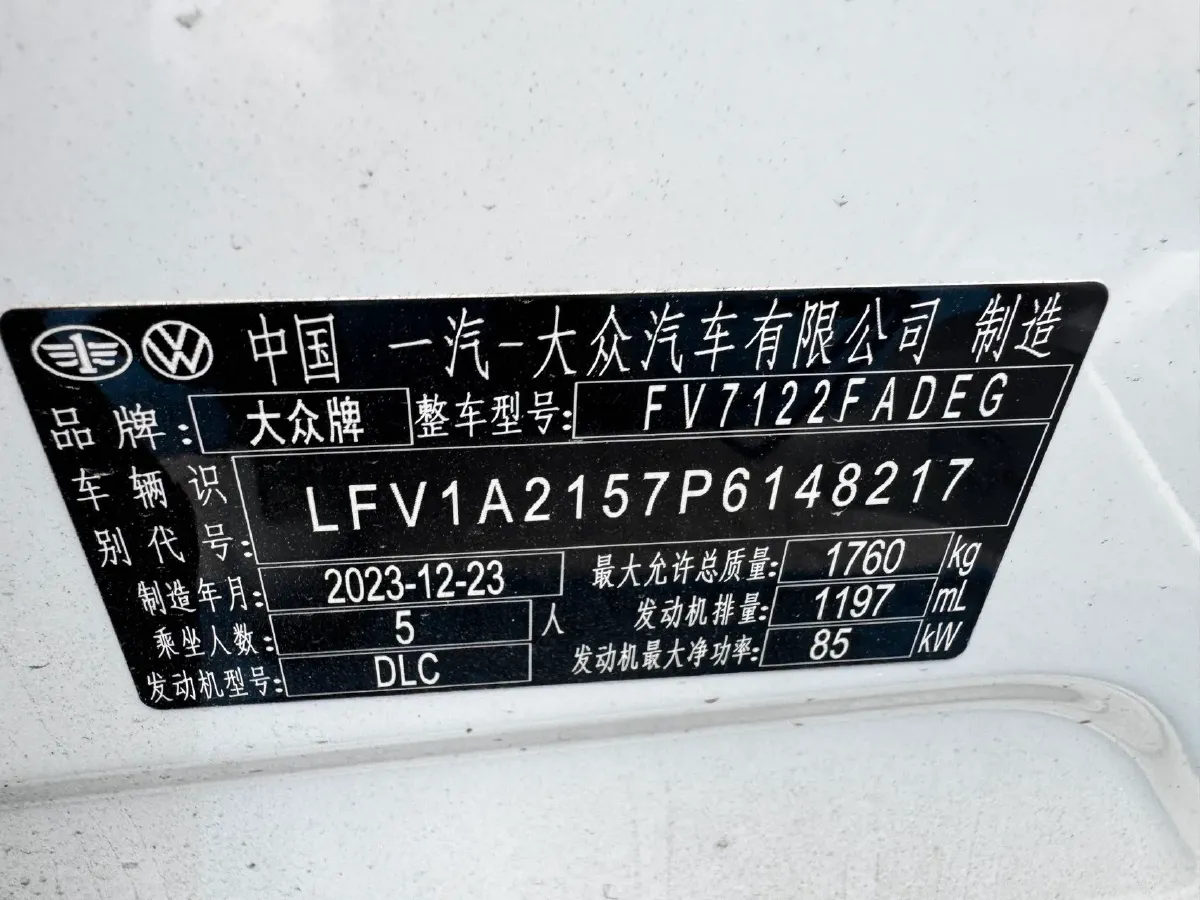 中国 一汽-大众汽车有限公司 制造
品牌: 大众牌 整车型号: FV7122FADEG
车辆识别代号: LFV1A2157P6148217
制造年月: 2023-12-23 最大允许总质量: 1760 kg
乘坐人数: 5 人 发动机排量: 1197 mL
发动机型号: DLC 发动机最大净功率: 85 kW